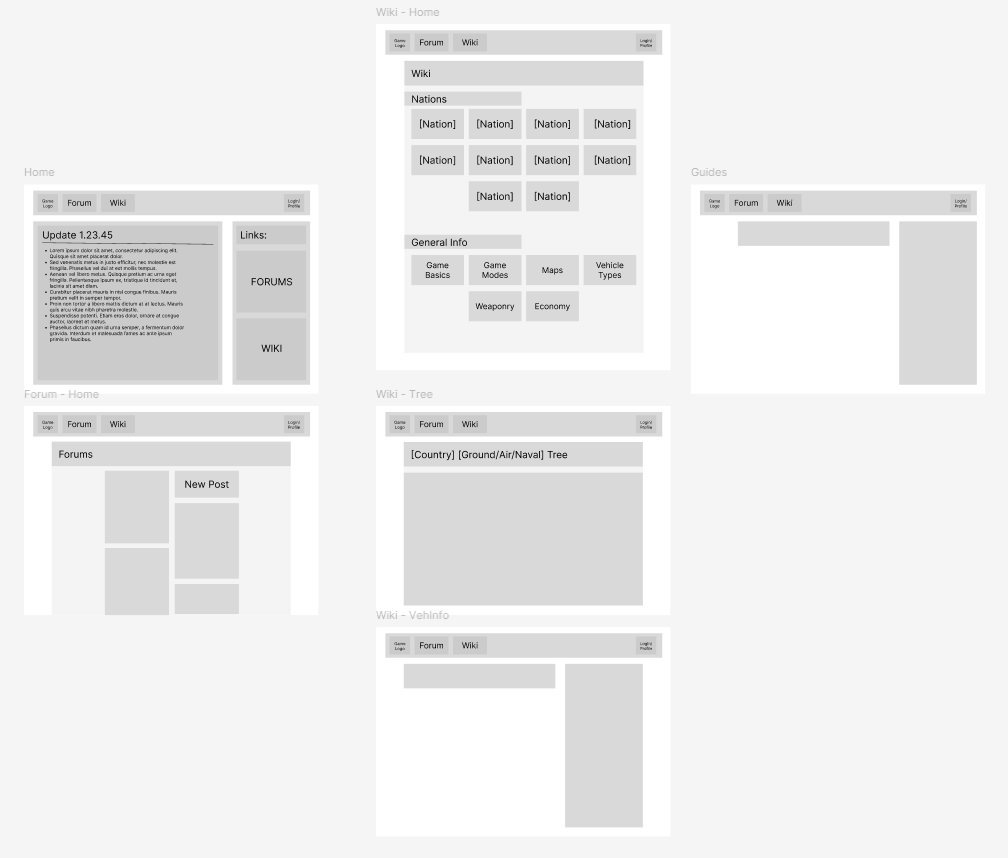 Wiki - Home
Game
Logo
Forum
Wiki
Login/
Profile
Wiki
Nations
[Nation]
[Nation]
[Nation]
[Nation]
[Nation]
[Nation]
[Nation]
[Nation]
[Nation]
[Nation]
General Info
Game
Basics
Game
Modes
Maps
Vehicle
Types
Weaponry
Economy
Home
Game
Logo
Forum
Wiki
Login/
Profile
Update 1.23.45
• Lorem ipsum dolor sit amet, consectetur adipiscing elit.
Quisque sit amet placerat dolor.
• Sed venenatis metus in justo efficitur, nec molestie est
fringilla. Phasellus vel dui at est mollis tempus.
• Aenean vel libero metus. Quisque pretium ac urna eget
fringilla. Pellentesque ipsum ex, tristique id tincidunt et,
lacinia sit amet diam.
• Curabitur placerat mauris in nisl congue finibus. Mauris
pretium velit in semper tempor.
• Proin non tortor a libero mattis dictum at at lectus. Mauris
quis arcu vitae nibh pharetra molestie.
• Suspendisse potenti. Etiam eros dolor, ornare at congue
auctor, laoreet et metus.
• Phasellus dictum quam id urna semper, a fermentum dolor
gravida. Interdum et malesuada fames ac ante ipsum
primis in faucibus.
Links:
FORUMS
WIKI
Guides
Game
Logo
Forum
Wiki
Login/
Profile
Forum - Home
Game
Logo
Forum
Wiki
Login/
Profile
Forums
New Post
Wiki - Tree
Game
Logo
Forum
Wiki
Login/
Profile
[Country] [Ground/Air/Naval] Tree
Wiki - VehInfo
Game
Logo
Forum
Wiki
Login/
Profile